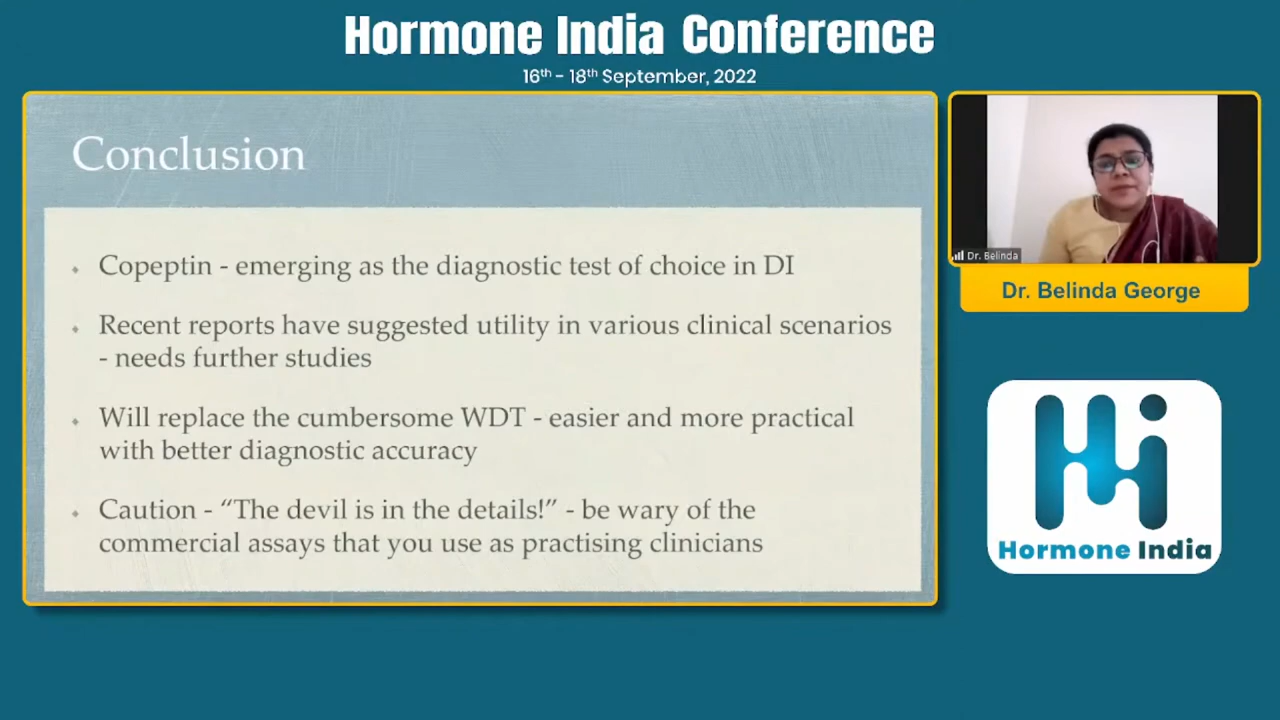 Hormone India Conference
16th - 18th September, 2022
Conclusion
Copeptin - emerging as the diagnostic test of choice in DI
Recent reports have suggested utility in various clinical scenarios
- needs further studies
Will replace the cumbersome WDT - easier and more practical
with better diagnostic accuracy
Caution - “The devil is in the details!” - be wary of the
commercial assays that you use as practising clinicians
Dr. Belinda
Dr. Belinda George
Hi
Hormone India